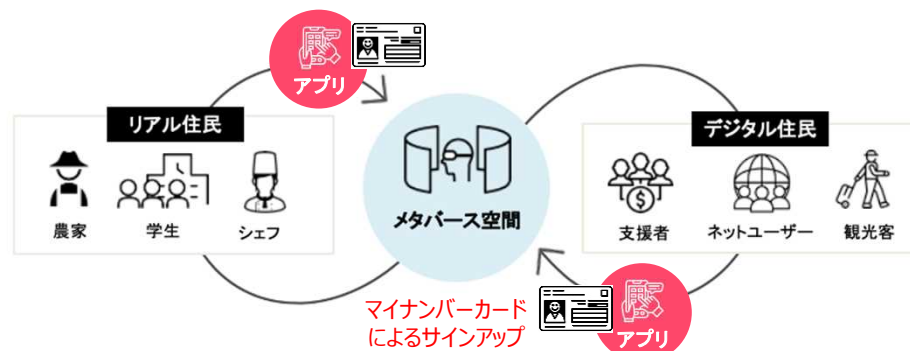 アプリ
リアル住民
農家
学生
シェフ
メタバース空間
デジタル住民
支援者
ネットユーザー
観光客
マイナンバーカード
によるサインアップ
アプリ